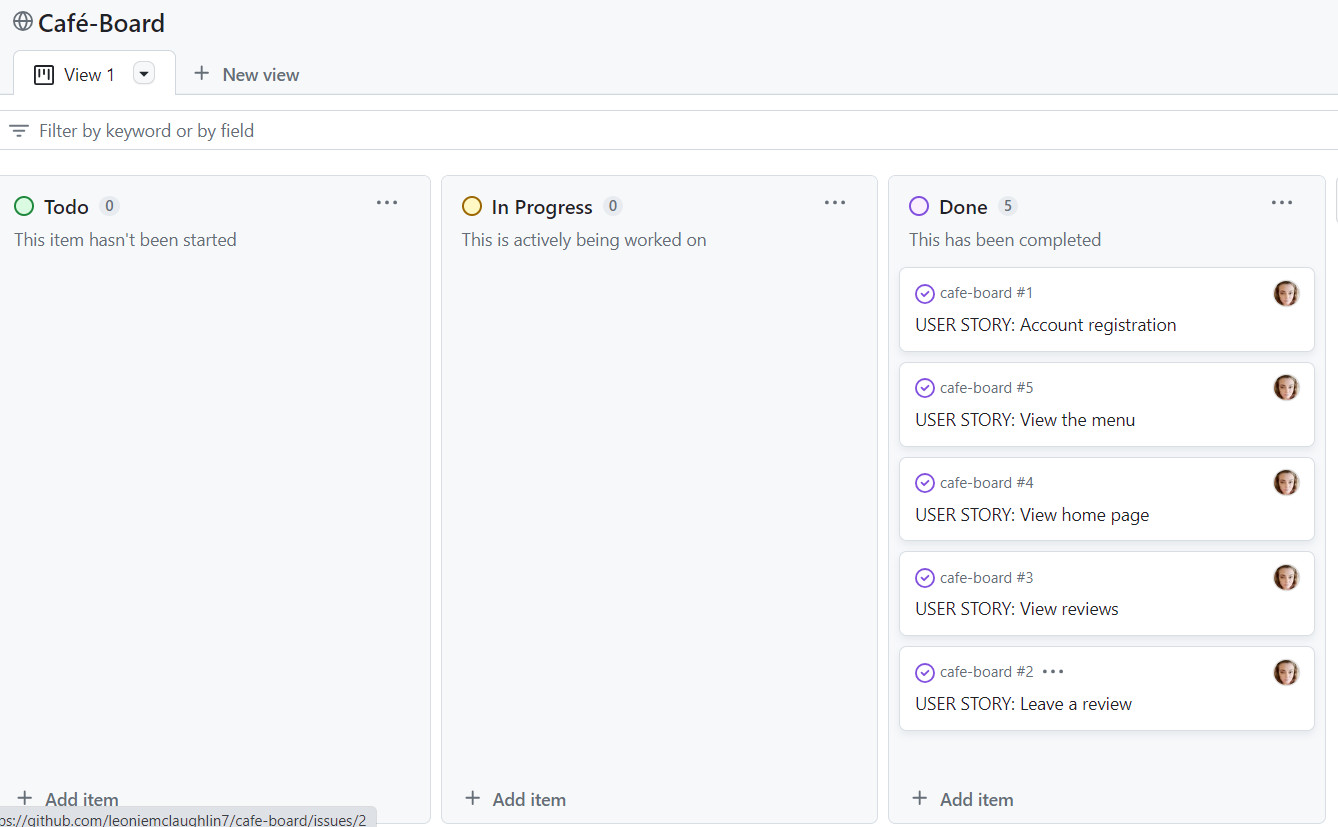 Café-Board
View 1
New view
Filter by keyword or by field
Todo 0
This item hasn't been started
Add item
In Progress 0
This is actively being worked on
Add item
Done 5
This has been completed
cafe-board #1
USER STORY: Account registration
cafe-board #5
USER STORY: View the menu
cafe-board #4
USER STORY: View home page
cafe-board #3
USER STORY: View reviews
cafe-board #2
USER STORY: Leave a review
Add item
ps://github.com/leoniemclaughlin7/cafe-board/issues/2